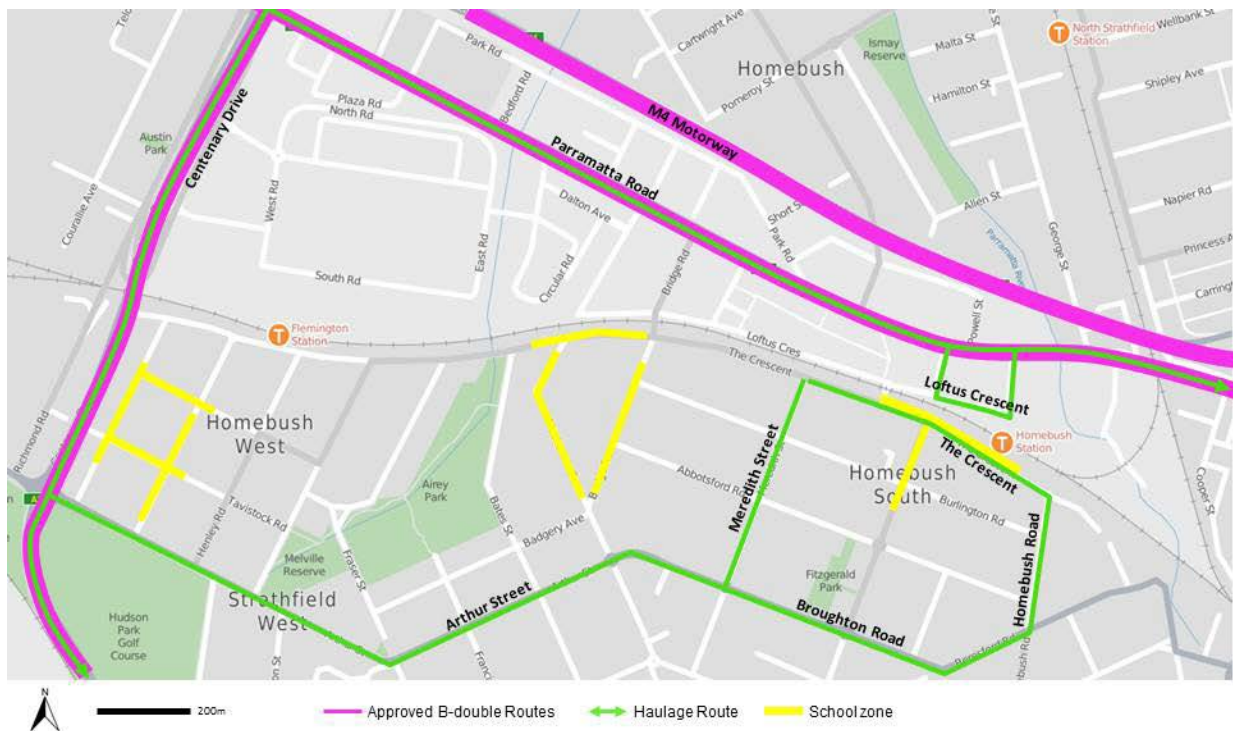 Park Rd
Cartwright Ave
Ismay
Reserve
Malta St
North Strathfield
Station
Wellbank St
Homebush
Hamilton St
Shipley Ave
Pomeroy St
Bedford Rd
Plaza Rd
North Rd
M4 Motorway
Centenary Drive
Austin
Park
Parramatta Road
Courallie Ave
West Rd
Dalton Ave
Short S
Park Rd
Allen St
Napier Rd
George St
East Rd
Circular Rd
Bridge Rd
South Rd
Princess A
Carring
Powell St
Flemington
Station
Loftus Cres
The Crescent
Loftus Crescent
Richmond Rd
Homebush
West
Homebush
Station
The Crescent
Meredith Street
Homebush
South
Airey
Park
Abbotsford Rd
Burlington Rd
Cooper St
Tavistock Rd
Henley Rd
Bates St
Badgery Ave
Homebush Road
Melville
Reserve
Fraser St
Fitzgerald
Park
Strathfield
West
Arthur Street
Broughton Road
Hudson
Park
Golf
Course
N
200m
Approved B-double Routes
Haulage Route
School zone